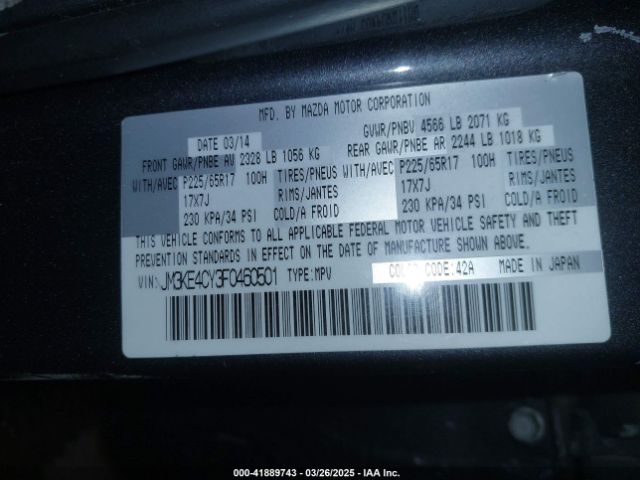 MFD. BY MAZDA MOTOR CORPORATION
DATE 03/14 GVWR/PNBV 4566 LB 2071 KG
FRONT GAWR/PNBE AV 2328 LB 1056 KG REAR GAWR/PNBE AR 2244 LB 1018 KG
WITH/AVEC P225/65R17 100H TIRES/PNEUS WITH/AVEC P225/65R17 100H TIRES/PNEUS
17X7J RIMS/JANTES 17X7J RIMS/JANTES
230 KPA/34 PSI COLD/A FROID 230 KPA/34 PSI COLD/A FROID
THIS VEHICLE CONFORMS TO ALL APPLICABLE FEDERAL MOTOR VEHICLE SAFETY AND THEFT
PREVENTION STANDARDS IN EFFECT ON THE DATE OF MANUFACTURE SHOWN ABOVE.
VIN: JM3KE4CY3F0460501 TYPE:MPV COLOR CODE:42A MADE IN JAPAN
000-41889743 - 03/26/2025 - IAA Inc.